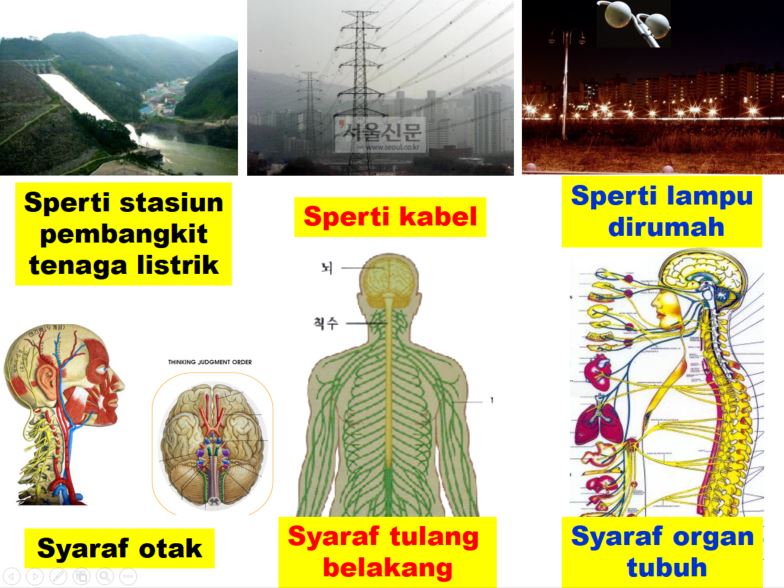 서울신문
www.seoul.co.kr
Sperti stasiun
pembangkit
tenaga listrik
Sperti kabel
Sperti lampu
dirumah
뇌
척수
THINKING JUDGMENT ORDER
Syaraf otak
Syaraf tulang
belakang
Syaraf organ
tubuh